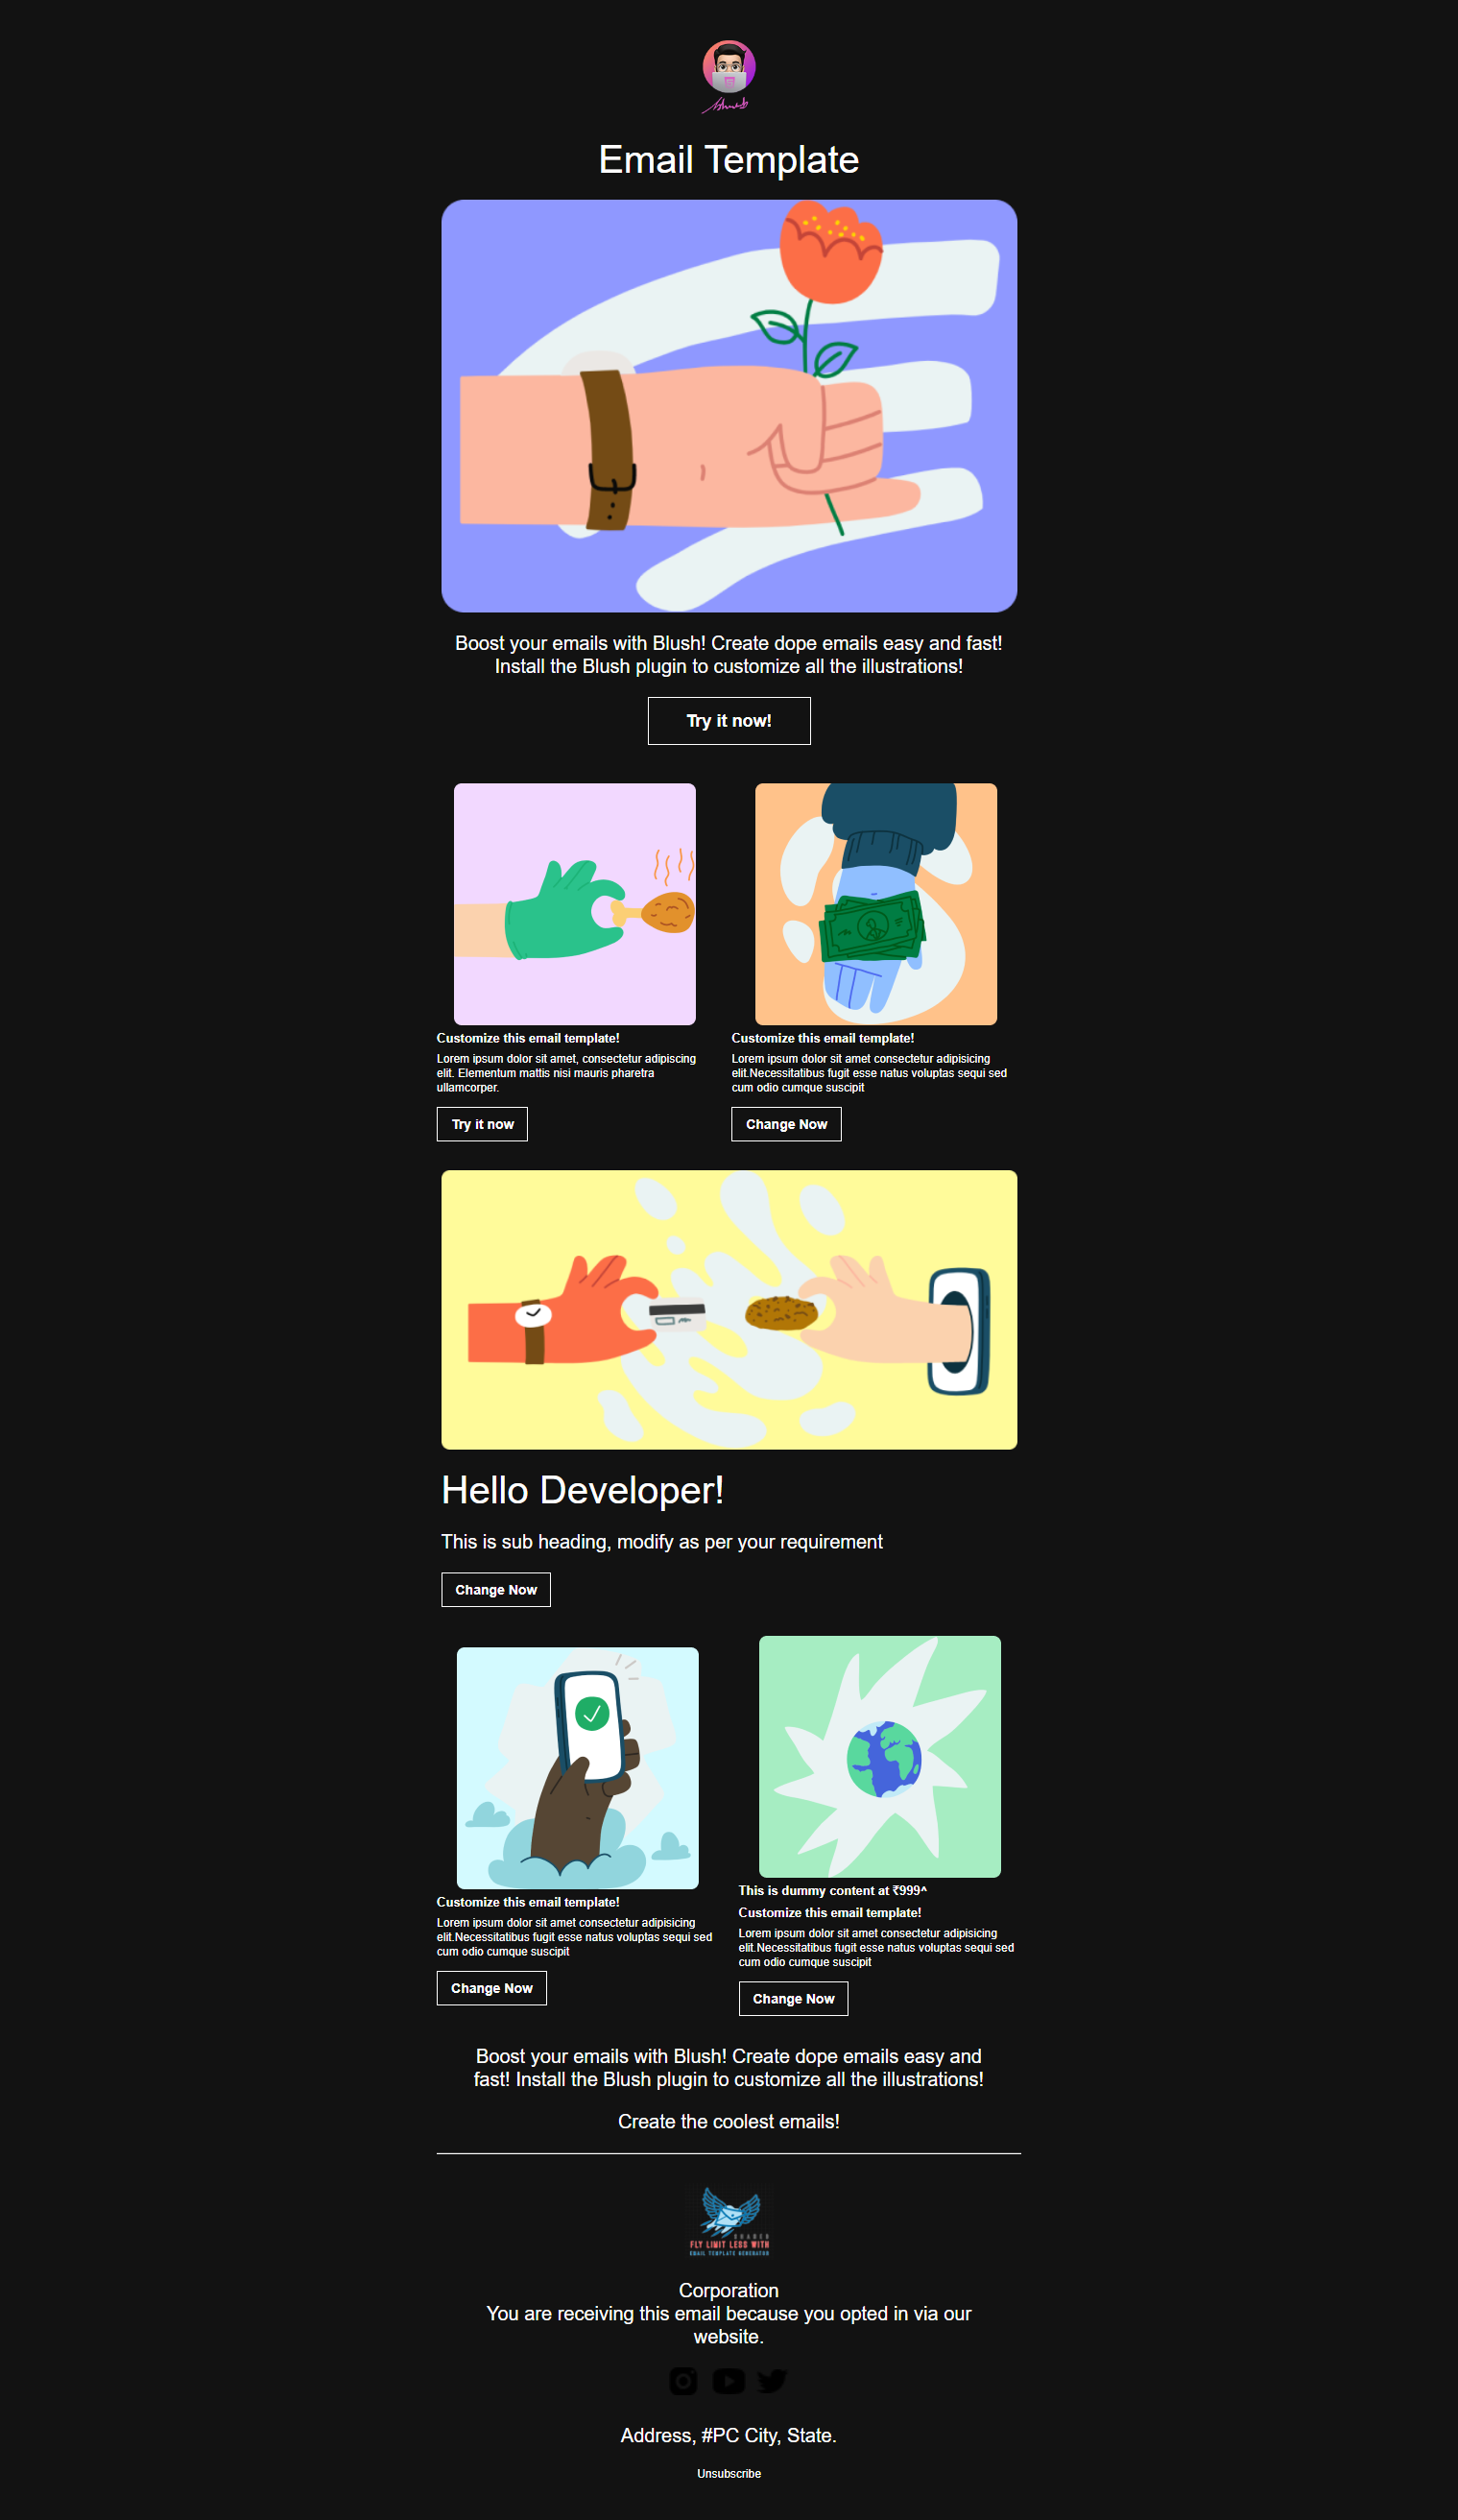 Email Template
Boost your emails with Blush! Create dope emails easy and fast!
Install the Blush plugin to customize all the illustrations!
Try it now!
Customize this email template!
Lorem ipsum dolor sit amet, consectetur adipiscing
elit. Elementum mattis nisi mauris pharetra
ullamcorper.
Try it now
Customize this email template!
Lorem ipsum dolor sit amet consectetur adipisicing
elit.Necessitatibus fugit esse natus voluptas sequi sed
cum odio cumque suscipit
Change Now
Hello Developer!
This is sub heading, modify as per your requirement
Change Now
Customize this email template!
Lorem ipsum dolor sit amet consectetur adipisicing
elit.Necessitatibus fugit esse natus voluptas sequi sed
cum odio cumque suscipit
Change Now
This is dummy content at ₹999^
Customize this email template!
Lorem ipsum dolor sit amet consectetur adipisicing
elit.Necessitatibus fugit esse natus voluptas sequi sed
cum odio cumque suscipit
Change Now
Boost your emails with Blush! Create dope emails easy and
fast! Install the Blush plugin to customize all the illustrations!
Create the coolest emails!
FLY LIMIT LESS WITH
EMAIL TEMPLATE GENERATOR
Corporation
You are receiving this email because you opted in via our
website.
Address, #PC City, State.
Unsubscribe